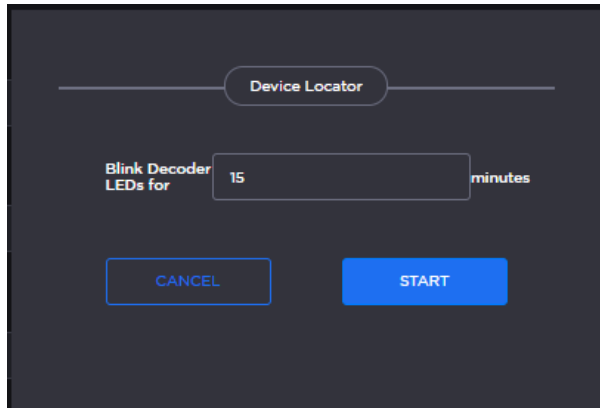 Device Locator
Blink Decoder
LEDs for
15
minutes
CANCEL
START